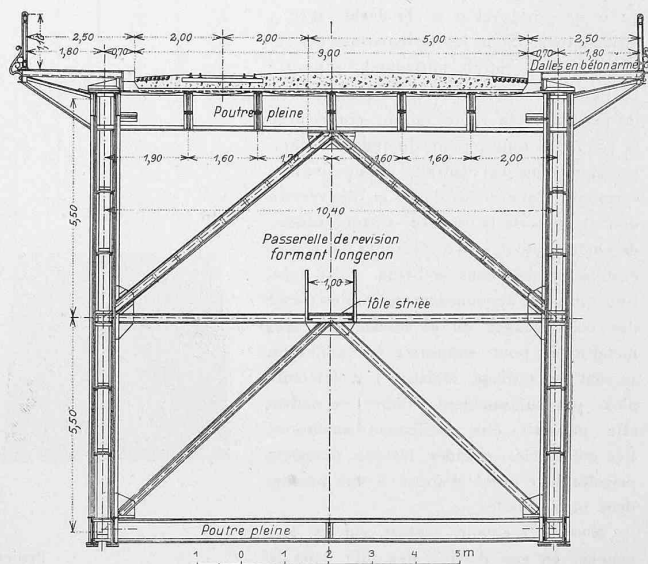 2,50 2,00 2,00 5,00 2,50
1,80 0,70 9,00 0,70 1,80
Dalles en béton armé
Poutre pleine
1,90 1,60 1,70 1,60 1,60 2,00
5,50
10,40
Passerelle de revision
formant longeron
1,00
tôle striée
5,50
Poutre pleine
1 0 1 2 3 4 5 m